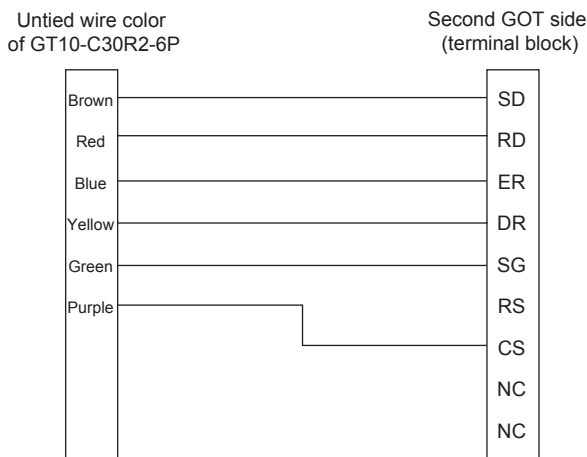 Untied wire color
of GT10-C30R2-6P
Second GOT side
(terminal block)
Brown SD
Red RD
Blue ER
Yellow DR
Green SG
Purple RS
CS
NC
NC